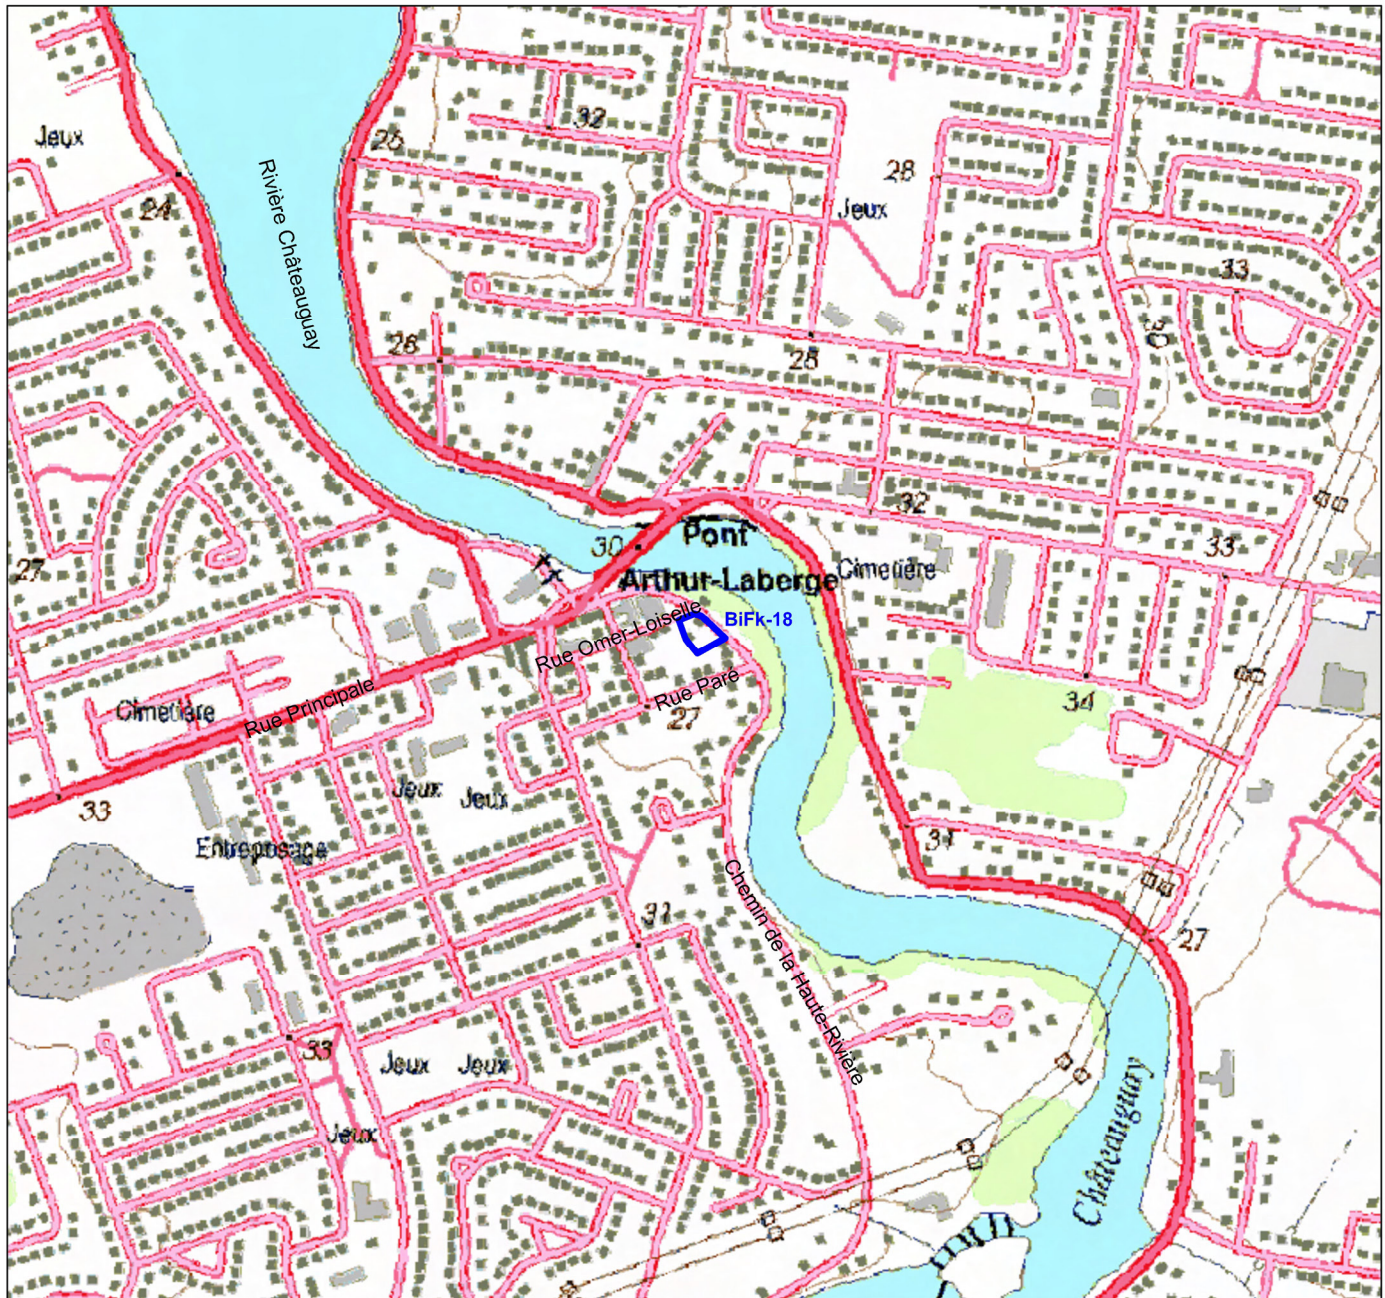 32
25
Jeux
28
Rivière Châteauguay
24
Jeux
33
26
28
32
30
Pont
33
27
Arthur-Laberge
Cimetière
Rue Omer-Loiselle
BiFk-18
Rue Paré
34
Rue Principale
Cimetière
27
Jeux
Jeux
33
31
Entreposage
Chemin de la Haute-Rivière
31
27
33
Jeux
Jeux
Jeux
Châteauguay